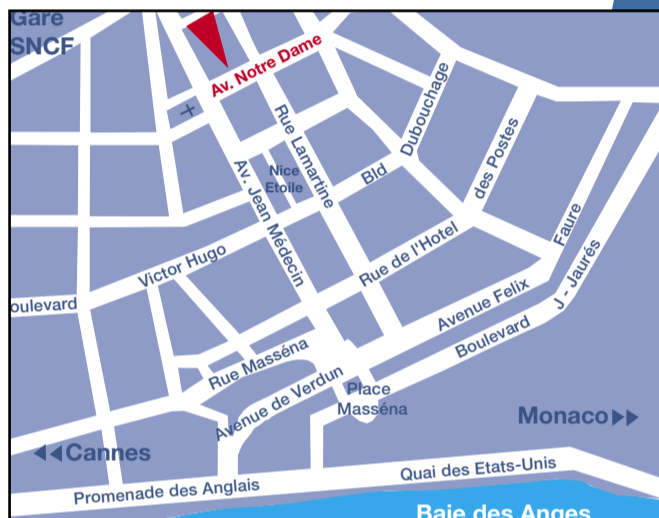 Gare
SNCF
Av. Notre Dame
Dubouchage
Rue Lamartine
des Postes
Nice
Etoile
Bld
Av. Jean Médecin
Faure
Rue de l'Hotel
Victor Hugo
J - Jaurés
oulevard
Avenue Felix
Boulevard
Rue Masséna
Avenue de Verdun
Place
Masséna
Monaco
Cannes
Quai des Etats-Unis
Promenade des Anglais
Baie des Anges